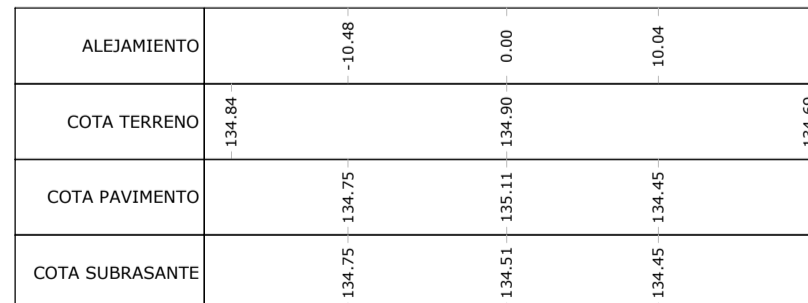 ALEJAMIENTO -10.48 0.00 10.04
COTA TERRENO 134.84 134.90
COTA PAVIMENTO 134.75 135.11 134.45
COTA SUBRASANTE 134.75 134.51 134.45